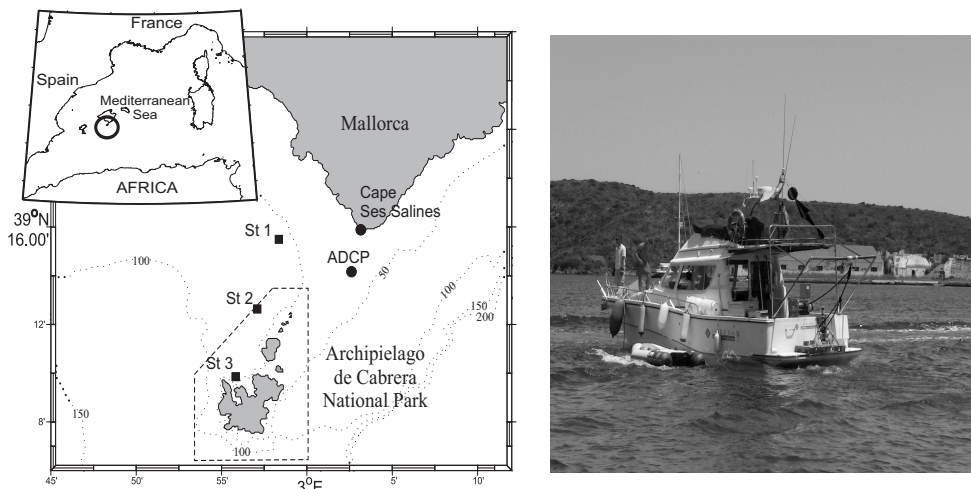 France
Spain
Mediterranean
Sea
AFRICA
Mallorca
Cape
Ses Salines
39°N
16.00'
St 1
ADCP
50
100
100
150
200
St 2
12'
St 3
Archipielago
de Cabrera
National Park
8'
150
100
45'
50'
55'
3°E
5'
10'